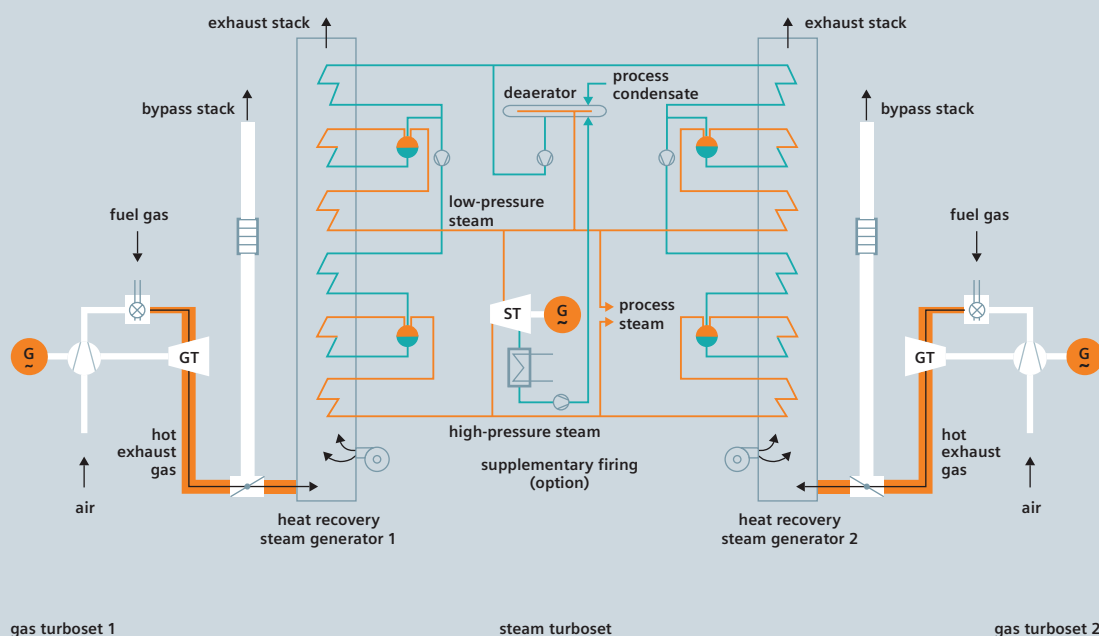 exhaust stack
exhaust stack
bypass stack
deaerator
process
condensate
bypass stack
fuel gas
low-pressure
steam
fuel gas
G
~
GT
ST
G
~
process
steam
GT
G
~
hot
exhaust
gas
high-pressure steam
supplementary firing
(option)
hot
exhaust
gas
air
air
heat recovery
steam generator 1
heat recovery
steam generator 2
gas turboset 1
steam turboset
gas turboset 2